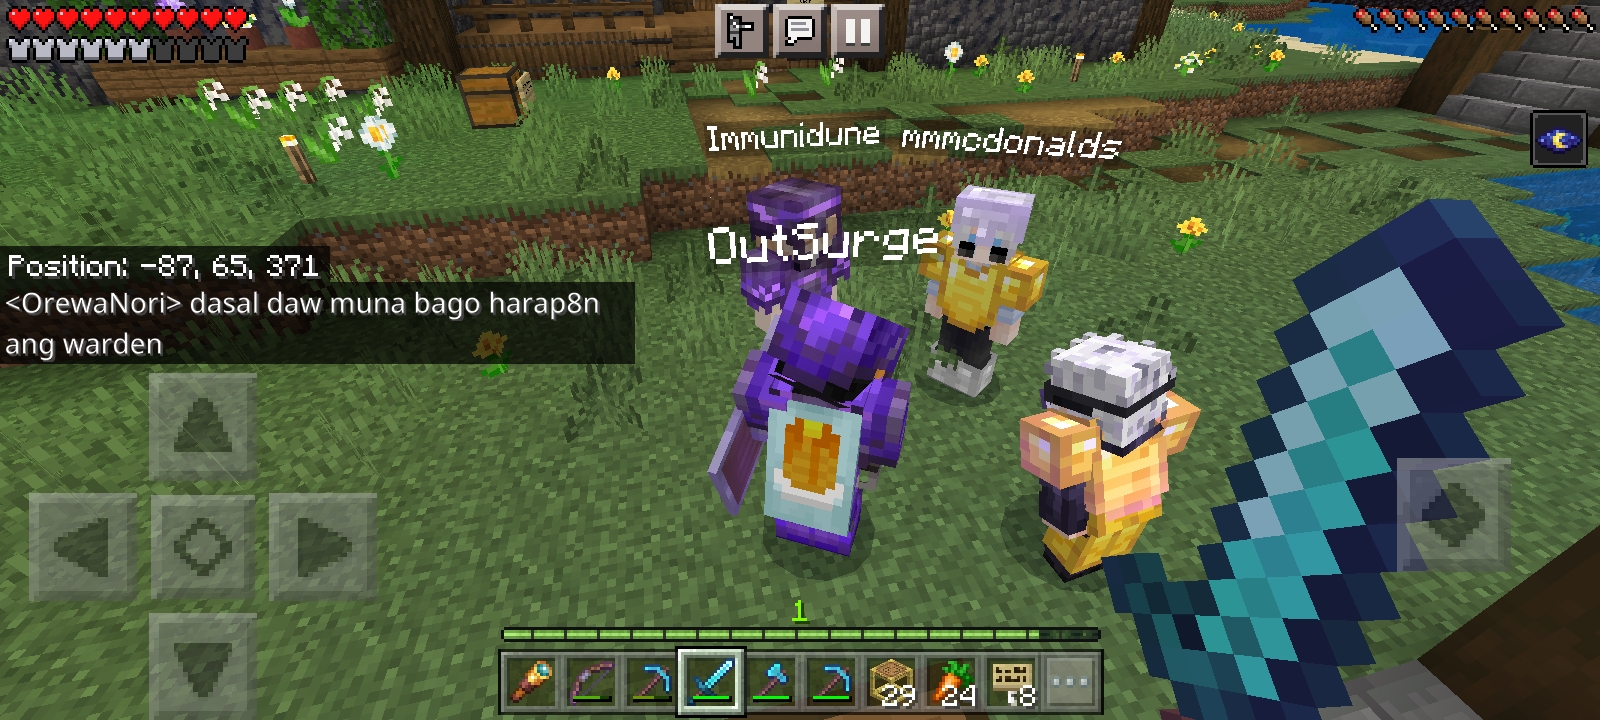 Immunidune mmmcdonalds
OutSurge
Position: -87, 65, 371
<OrewaNori> dasal daw muna bago harap8n
ang warden
1
29
24
8